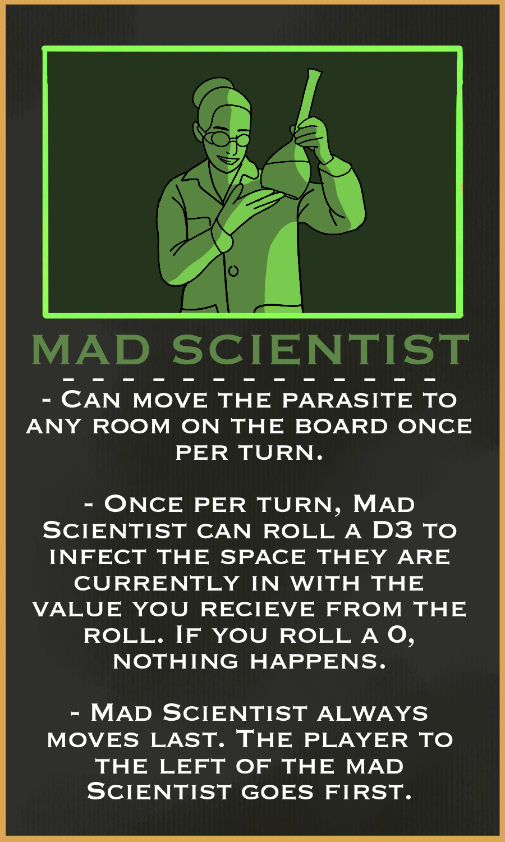 MAD SCIENTIST
- CAN MOVE THE PARASITE TO
ANY ROOM ON THE BOARD ONCE
PER TURN.
- ONCE PER TURN, MAD
SCIENTIST CAN ROLL A D3 TO
INFECT THE SPACE THEY ARE
CURRENTLY IN WITH THE
VALUE YOU RECIEVE FROM THE
ROLL. IF YOU ROLL A 0,
NOTHING HAPPENS.
- MAD SCIENTIST ALWAYS
MOVES LAST. THE PLAYER TO
THE LEFT OF THE MAD
SCIENTIST GOES FIRST.